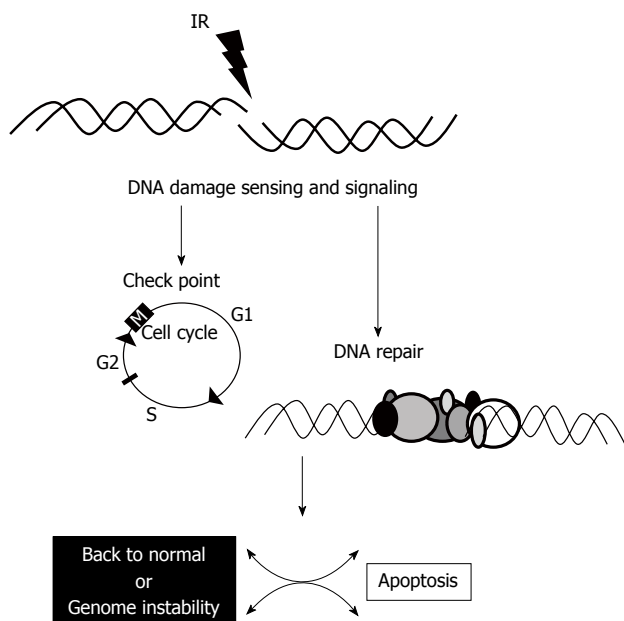 IR
DNA damage sensing and signaling
Check point
M
G1
Cell cycle
G2
S
DNA repair
Back to normal
or
Genome instability
Apoptosis